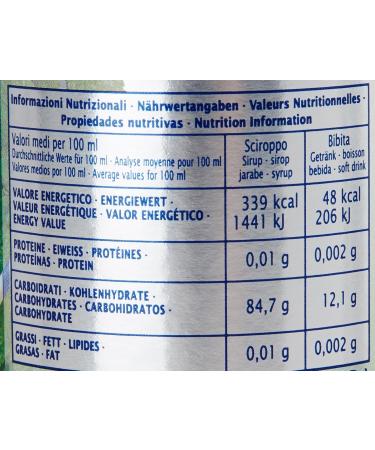 Informazioni Nutrizionali · Nährwertangaben · Valeurs Nutritionnelles ·
Propiedades nutritivas · Nutrition Information
Valori medi per 100 ml
Durchschnittliche Werte für 100 ml · Analyse moyenne pour 100 ml
Valores medios por 100 ml · Average values for 100 ml
Sciroppo
Sirup · sirop
jarabe · syrup
Bibita
Getränk · boisson
bebida · soft drink
VALORE ENERGETICO · ENERGIEWERT ·
VALEUR ÉNERGÉTIQUE · VALOR ENERGÉTICO ·
ENERGY VALUE
339 kcal
1441 kJ
48 kcal
206 kJ
PROTEINE · EIWEISS · PROTÉINES ·
PROTEÍNAS · PROTEIN
0,01 g
0,002 g
CARBOIDRATI · KOHLENHYDRATE ·
CARBOHYDRATES · CARBOHIDRATOS ·
CARBOHYDRATE
84,7 g
12,1 g
GRASSI · FETT · LIPIDES ·
GRASAS · FAT
0,01 g
0,002 g